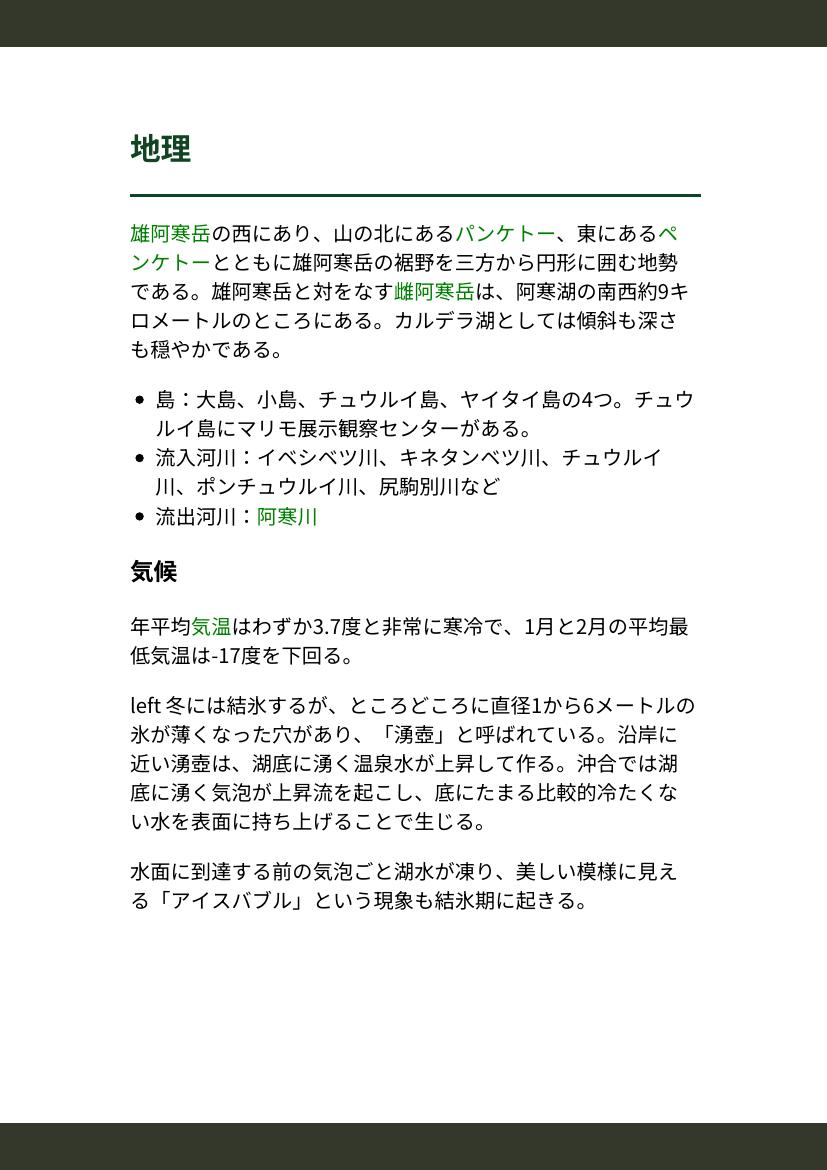 地理
雄阿寒岳の西にあり、山の北にあるパンケトー、東にあるペ
ンケトーとともに雄阿寒岳の裾野を三方から円形に囲む地勢
である。雄阿寒岳と対をなす雌阿寒岳は、阿寒湖の南西約9キ
ロメートルのところにある。カルデラ湖としては傾斜も深さ
も穏やかである。
• 島：大島、小島、チュウルイ島、ヤイタイ島の4つ。チュウ
ルイ島にマリモ展示観察センターがある。
• 流入河川：イベシベツ川、キネタンベツ川、チュウルイ
川、ポンチュウルイ川、尻駒別川など
• 流出河川：阿寒川
気候
年平均気温はわずか3.7度と非常に寒冷で、1月と2月の平均最
低気温は-17度を下回る。
left 冬には結氷するが、ところどころに直径1から6メートルの
氷が薄くなった穴があり、「湧壺」と呼ばれている。沿岸に
近い湧壺は、湖底に湧く温泉水が上昇して作る。沖合では湖
底に湧く気泡が上昇流を起こし、底にたまる比較的冷たくな
い水を表面に持ち上げることで生じる。
水面に到達する前の気泡ごと湖水が凍り、美しい模様に見え
る「アイスバブル」という現象も結氷期に起きる。